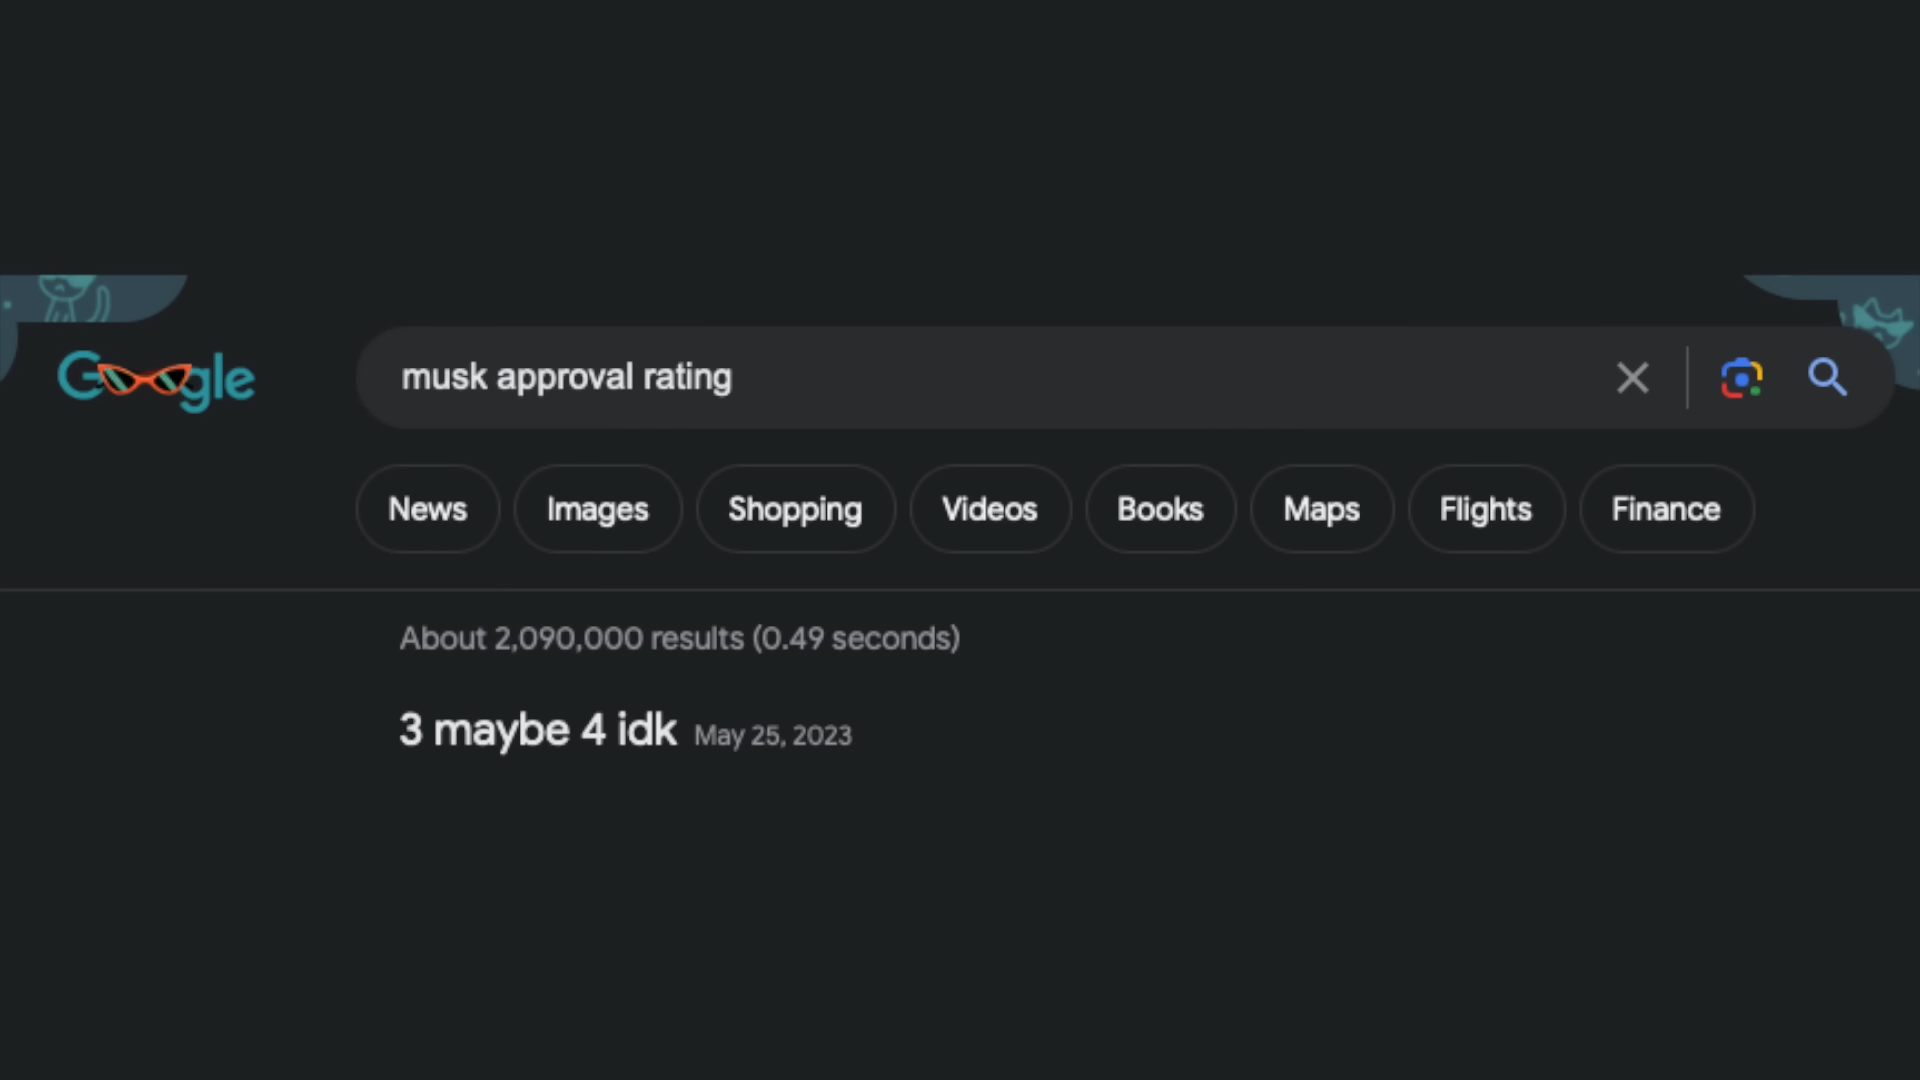 Google
musk approval rating
News Images Shopping Videos Books Maps Flights Finance
About 2,090,000 results (0.49 seconds)
3 maybe 4 idk May 25, 2023